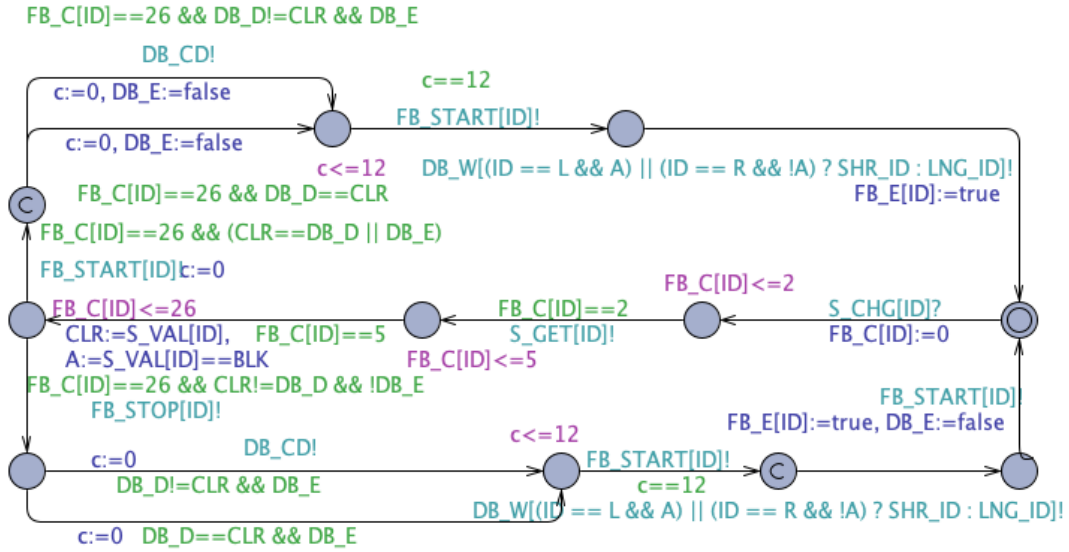 FB_C[ID]==26 && DB_D!=CLR && DB_E
DB_CD!
c:=0, DB_E:=false
c==12
FB_START[ID]!
c:=0, DB_E:=false
c<=12
DB_W[(ID == L && A) || (ID == R && !A) ? SHR_ID : LNG_ID]!
FB_C[ID]==26 && DB_D==CLR
FB_E[ID]:=true
C
FB_C[ID]==26 && (CLR==DB_D || DB_E)
FB_START[ID]!
c:=0
FB_C[ID]<=2
FB_C[ID]<=26
FB_C[ID]==2
S_CHG[ID]?
CLR:=S_VAL[ID],
FB_C[ID]==5
S_GET[ID]!
FB_C[ID]:=0
A:=S_VAL[ID]==BLK
FB_C[ID]<=5
FB_C[ID]==26 && CLR!=DB_D && !DB_E
FB_STOP[ID]!
FB_START[ID]!
FB_E[ID]:=true, DB_E:=false
c<=12
DB_CD!
c:=0
FB_START[ID]!
C
DB_D!=CLR && DB_E
c==12
DB_W[(ID == L && A) || (ID == R && !A) ? SHR_ID : LNG_ID]!
c:=0 DB_D==CLR && DB_E